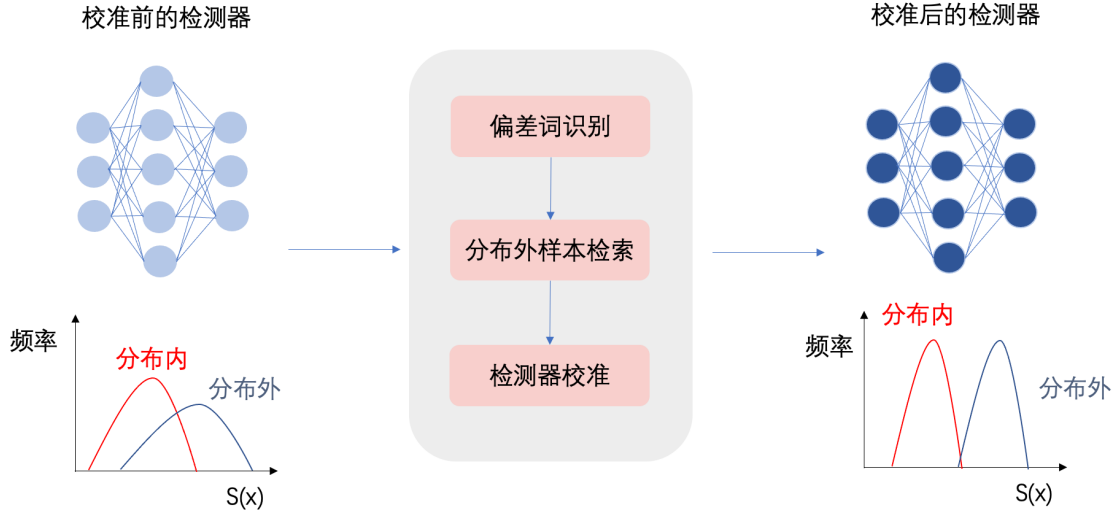 校准前的检测器
校准后的检测器
偏差词识别
分布外样本检索
检测器校准
频率
分布内
分布外
S(x)
频率
分布内
分布外
S(x)